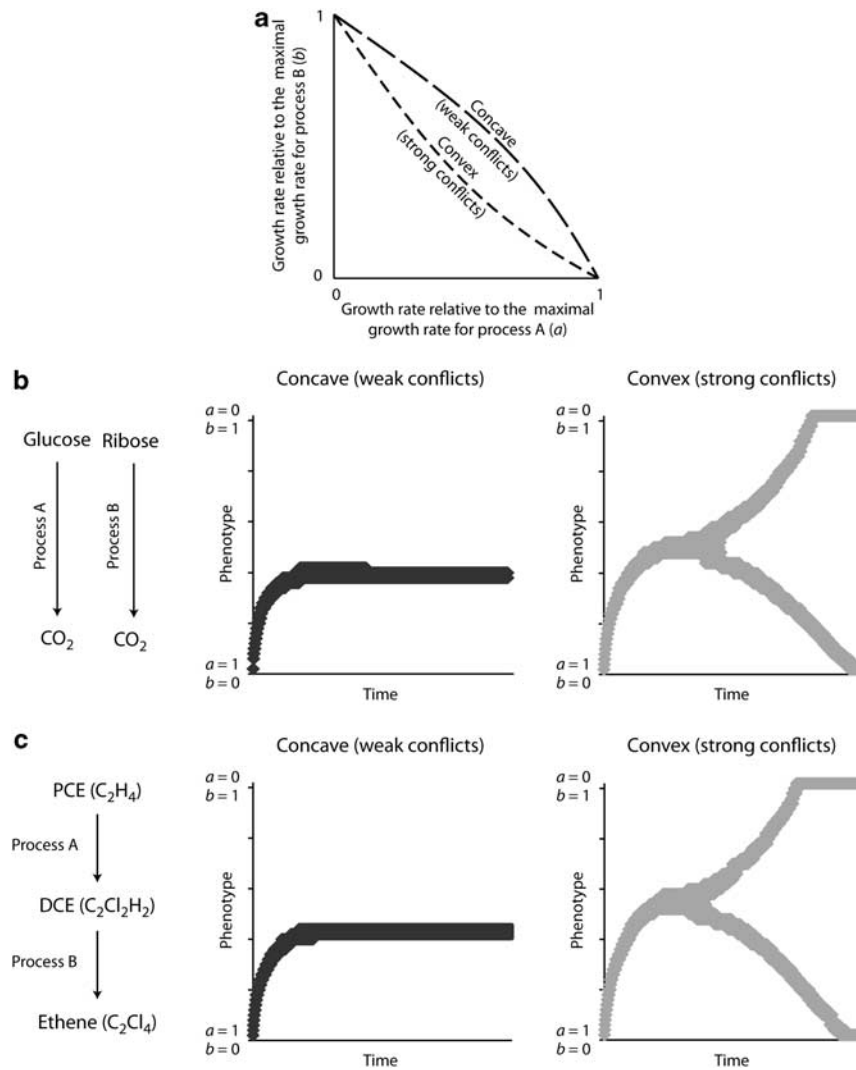 a
1
Growth rate relative to the maximal
growth rate for process B (b)
Concave
(weak conflicts)
Convex
(strong conflicts)
0
0
1
Growth rate relative to the maximal
growth rate for process A (a)
b
Concave (weak conflicts)
Convex (strong conflicts)
Glucose Ribose
Process A
Process B
CO₂ CO₂
a = 0
b = 1
Phenotype
a = 1
b = 0
Time
a = 0
b = 1
Phenotype
a = 1
b = 0
Time
c
Concave (weak conflicts)
Convex (strong conflicts)
PCE (C₂H₄)
Process A
DCE (C₂Cl₂H₂)
Process B
Ethene (C₂Cl₄)
a = 0
b = 1
Phenotype
a = 1
b = 0
Time
a = 0
b = 1
Phenotype
a = 1
b = 0
Time